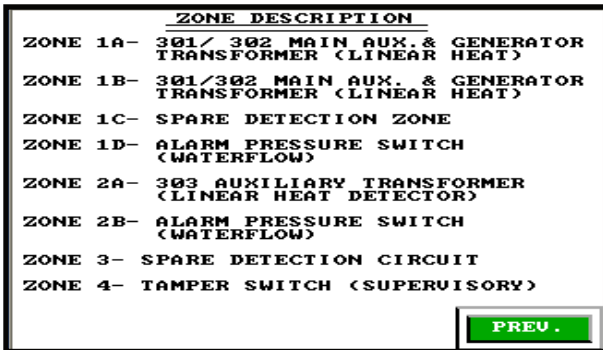 ZONE DESCRIPTION
ZONE 1A- 301/ 302 MAIN AUX.& GENERATOR
TRANSFORMER (LINEAR HEAT)
ZONE 1B- 301/302 MAIN AUX. & GENERATOR
TRANSFORMER (LINEAR HEAT)
ZONE 1C- SPARE DETECTION ZONE
ZONE 1D- ALARM PRESSURE SWITCH
(WATERFLOW)
ZONE 2A- 303 AUXILIARY TRANSFORMER
(LINEAR HEAT DETECTOR)
ZONE 2B- ALARM PRESSURE SWITCH
(WATERFLOW)
ZONE 3- SPARE DETECTION CIRCUIT
ZONE 4- TAMPER SWITCH (SUPERVISORY)
PREV.